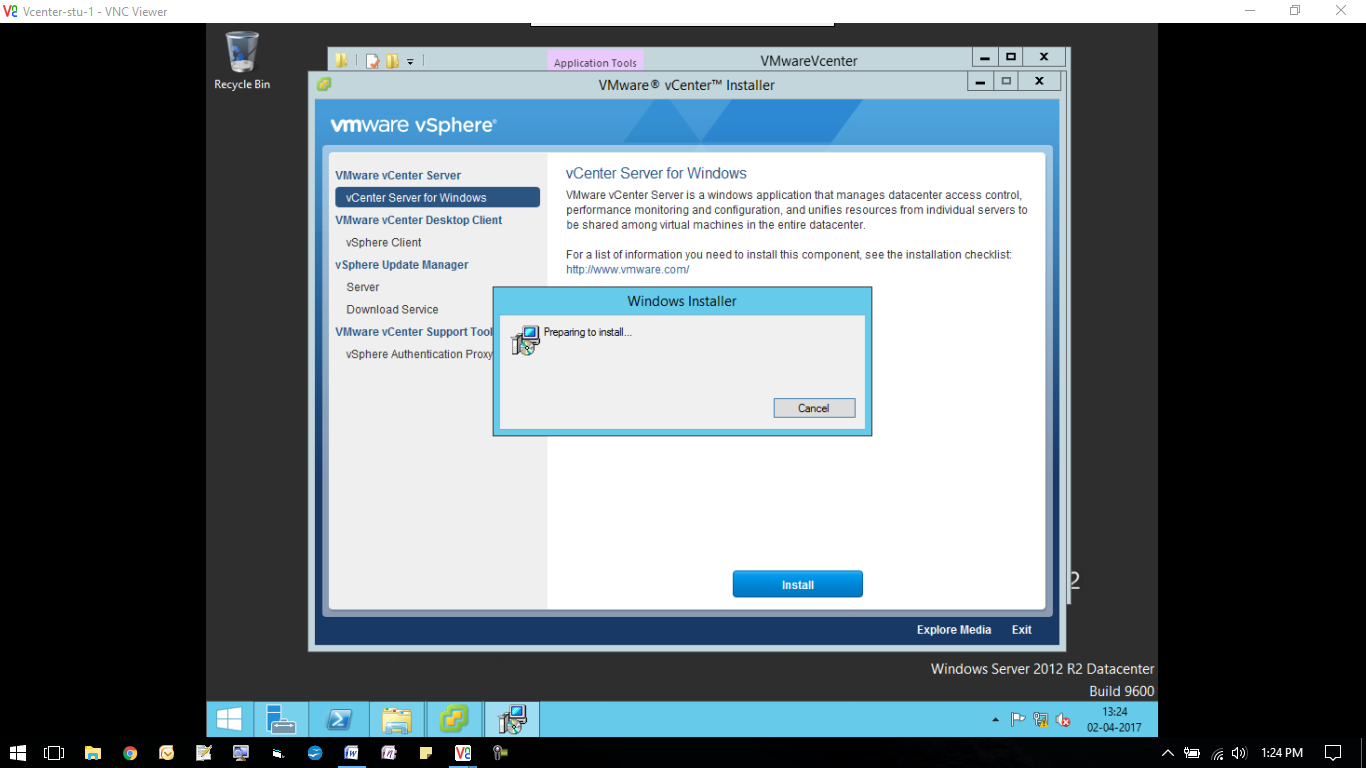 Vcenter-stu-1 - VNC Viewer
Recycle Bin
Application Tools
VMwareVcenter
VMware® vCenter™ Installer
vmware vSphere®
VMware vCenter Server
vCenter Server for Windows
VMware vCenter Desktop Client
vSphere Client
vSphere Update Manager
Server
Download Service
VMware vCenter Support Tool
vSphere Authentication Proxy
vCenter Server for Windows
VMware vCenter Server is a windows application that manages datacenter access control,
performance monitoring and configuration, and unifies resources from individual servers to
be shared among virtual machines in the entire datacenter.
For a list of information you need to install this component, see the installation checklist:
http://www.vmware.com/
Windows Installer
Preparing to install...
Cancel
Install
Explore Media Exit
2
Windows Server 2012 R2 Datacenter
Build 9600
13:24
02-04-2017
1:24 PM